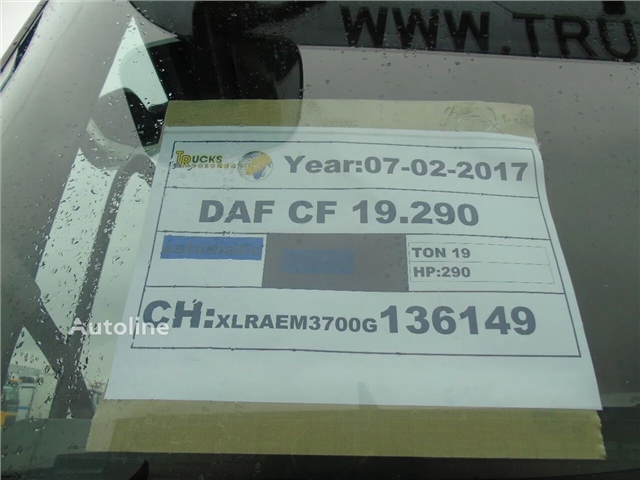 WWW.TRU
TRUCKS
Year:07-02-2017
DAF CF 19.290
TON 19
HP:290
CH:XLRAEM3700G136149
Autoline